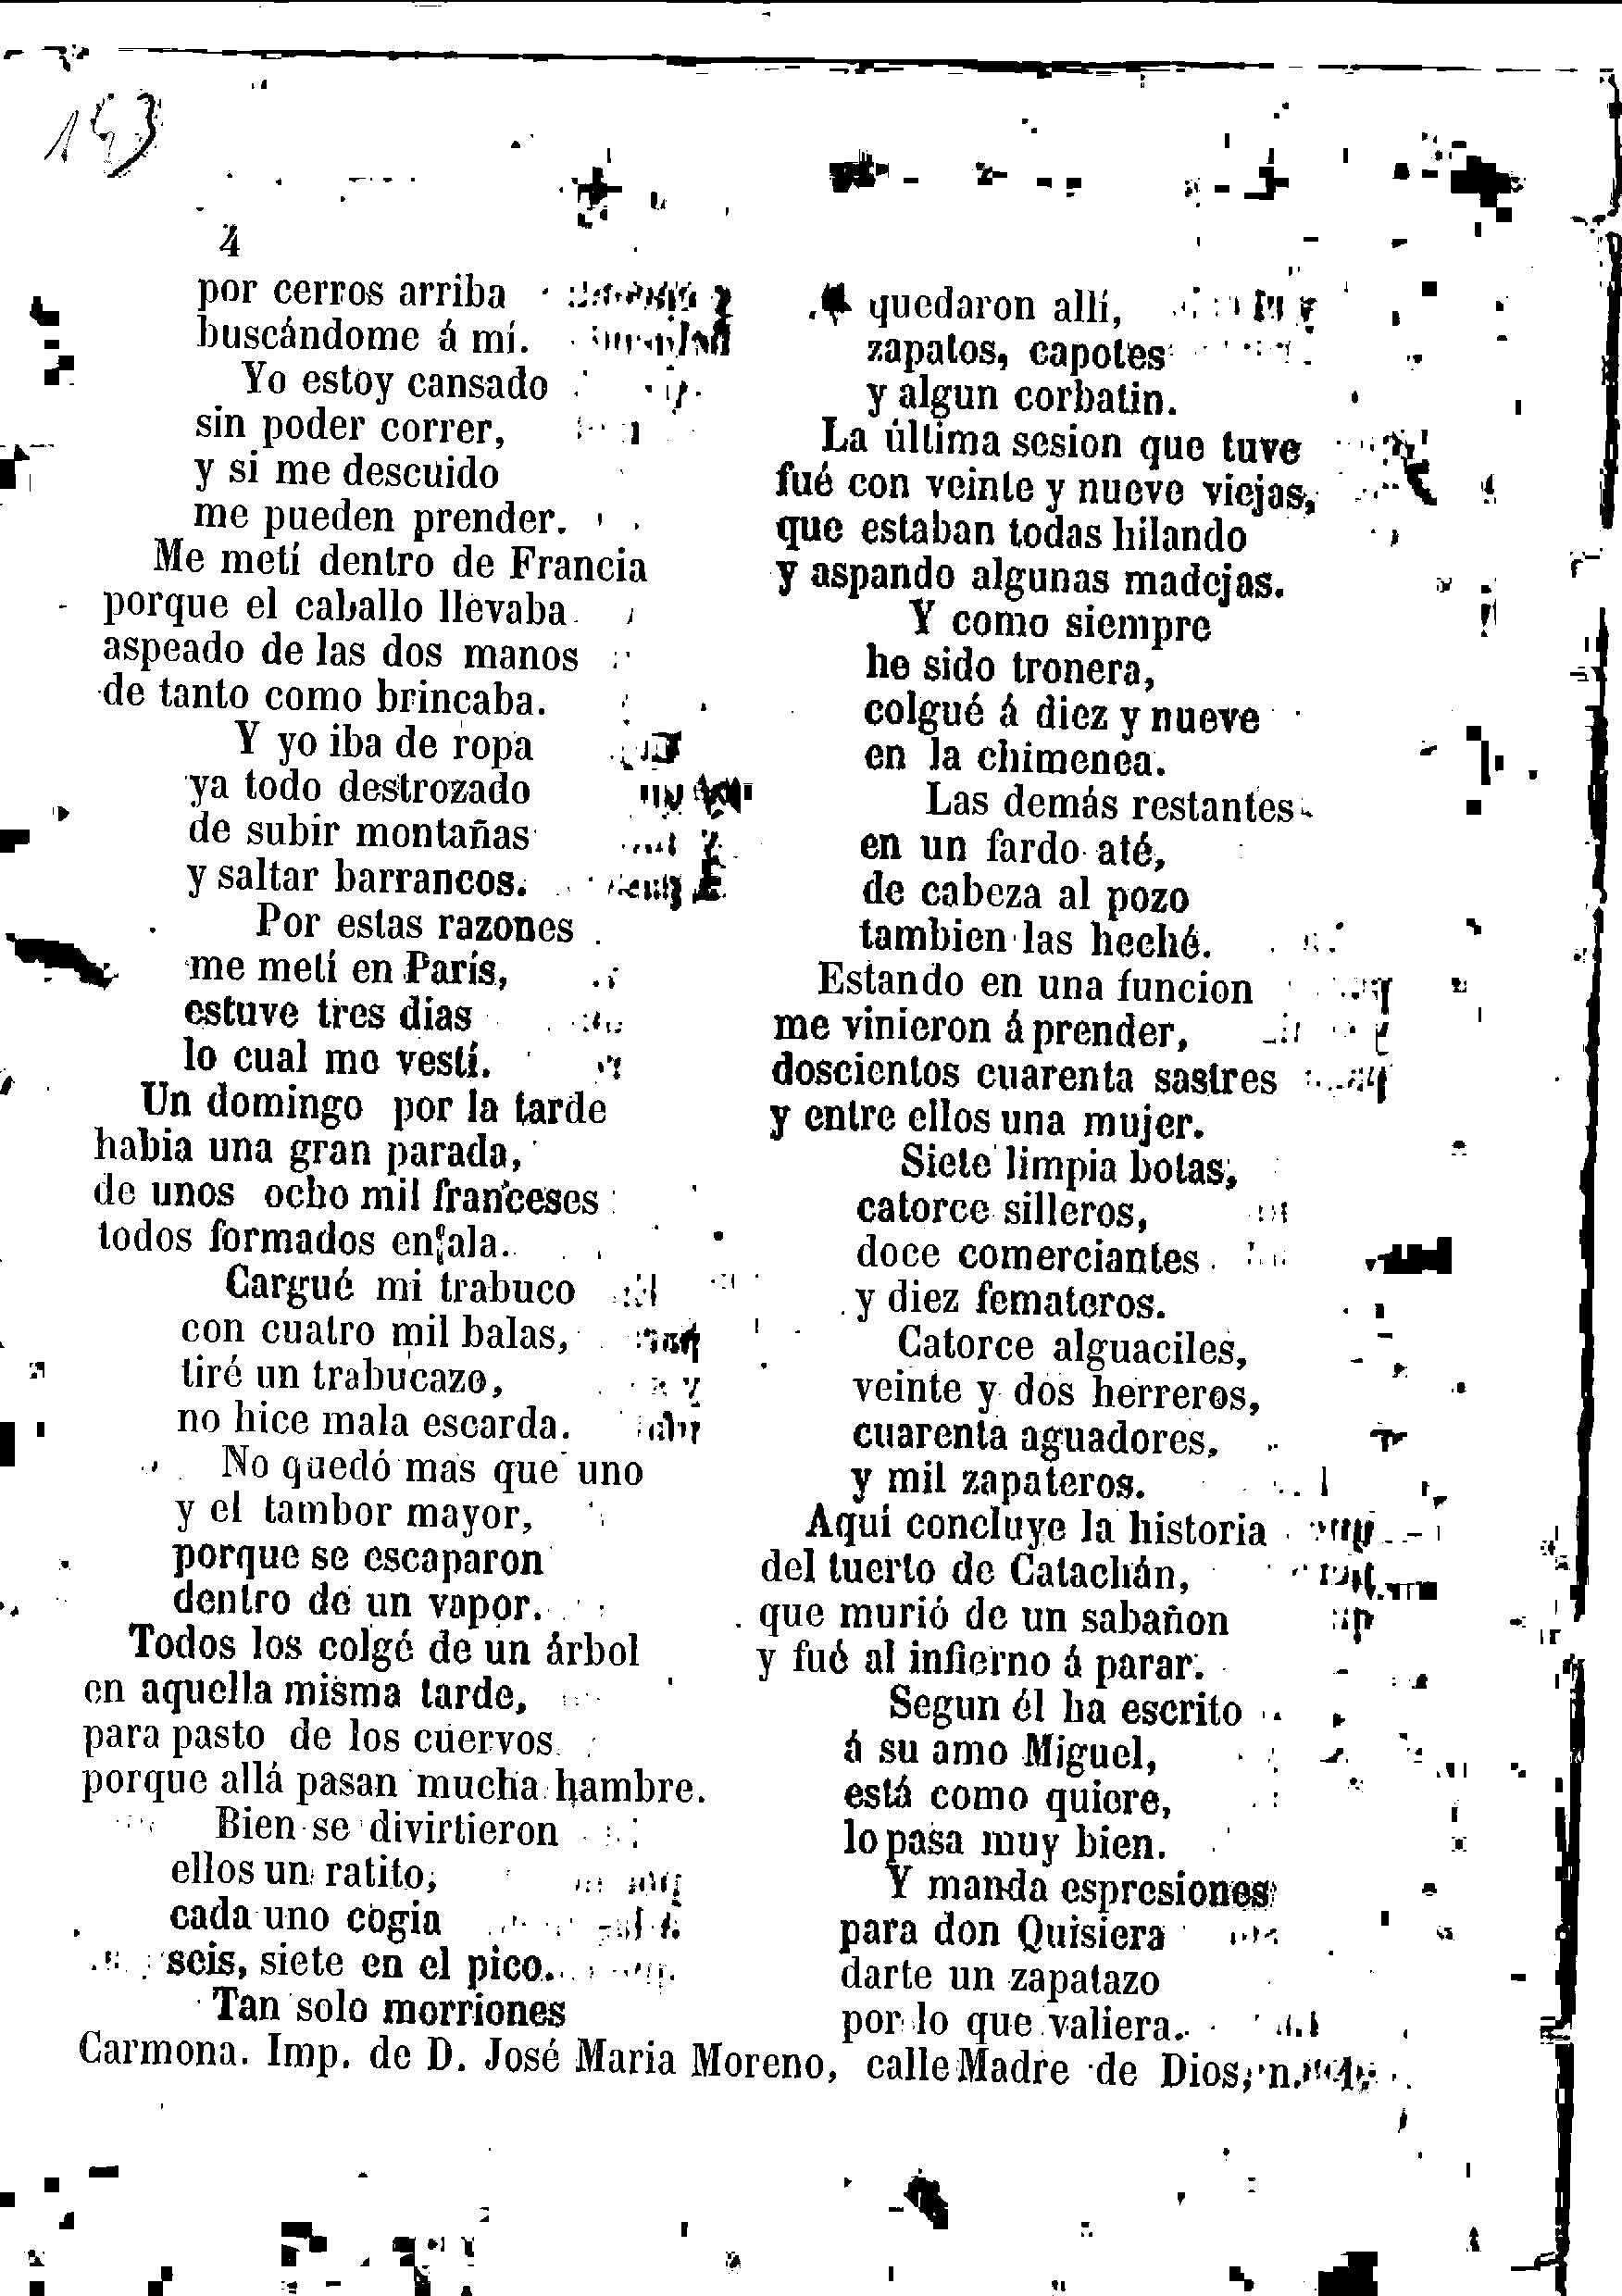 4
por cerros arriba
buscándome á mí.
Yo estoy cansado
sin poder correr,
y si me descuido
me pueden prender.
Me metí dentro de Francia
porque el caballo llevaba
aspeado de las dos manos
de tanto como brincaba.
Y yo iba de ropa
ya todo destrozado
de subir montañas
y saltar barrancos.
Por estas razones
me metí en París,
estuve tres dias
lo cual me vestí.
Un domingo por la tarde
habia una gran parada,
de unos ocho mil franceses
todos formados en ala.
Cargué mi trabuco
con cuatro mil balas,
tiré un trabucazo,
no hice mala escarda.
No quedó mas que uno
y el tambor mayor,
porque se escaparon
dentro de un vapor.
Todos los colgé de un árbol
en aquella misma tarde,
para pasto de los cuervos
porque allá pasan mucha hambre.
Bien se divirtieron
ellos un ratito,
cada uno cogia
seis, siete en el pico.
Tan solo morriones
quedaron allí,
zapatos, capotes
y algun corbatin.
La última sesion que tuve
fué con veinte y nueve viejas,
que estaban todas hilando
y aspando algunas madejas.
Y como siempre
he sido tronera,
colgué á diez y nueve
en la chimenea.
Las demás restantes
en un fardo até,
de cabeza al pozo
tambien las heché.
Estando en una funcion
me vinieron á prender,
doscientos cuarenta sastres
y entre ellos una mujer.
Siete limpia botas,
catorce silleros,
doce comerciantes
y diez femateros.
Catorce alguaciles,
veinte y dos herreros,
cuarenta aguadores,
y mil zapateros.
Aquí concluye la historia
del tuerto de Catachán,
que murió de un sabañon
y fué al infierno á parar.
Segun él ha escrito
á su amo Miguel,
está como quiere,
lo pasa muy bien.
Y manda espresiones
para don Quisiera
darte un zapatazo
por lo que valiera.
Carmona. Imp. de D. José Maria Moreno, calle Madre de Dios, n.